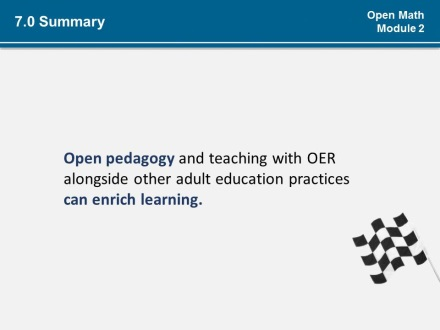 7.0 Summary
Open Math
Module 2
Open pedagogy and teaching with OER
alongside other adult education practices
can enrich learning.